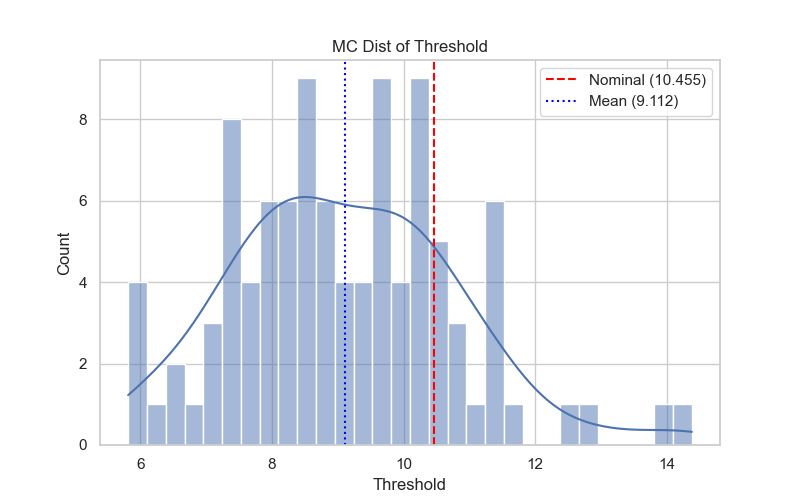 MC Dist of Threshold
Nominal (10.455)
Mean (9.112)
Count
8
6
4
2
0
6
8
10
12
14
Threshold